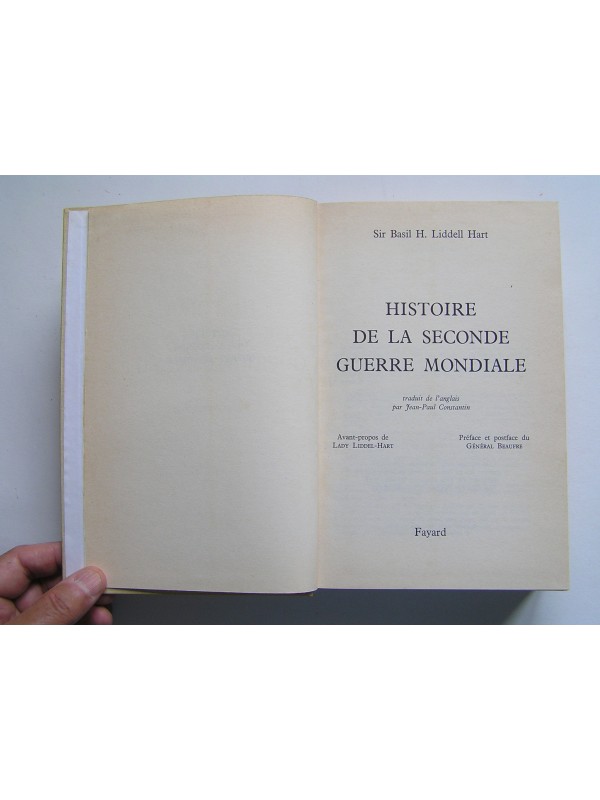 Sir Basil H. Liddell Hart
HISTOIRE
DE LA SECONDE
GUERRE MONDIALE
traduit de l'anglais
par Jean-Paul Constantin
Avant-propos de
LADY LIDDEL-HART
Préface et postface du
GÉNÉRAL BEAUFRE
Fayard